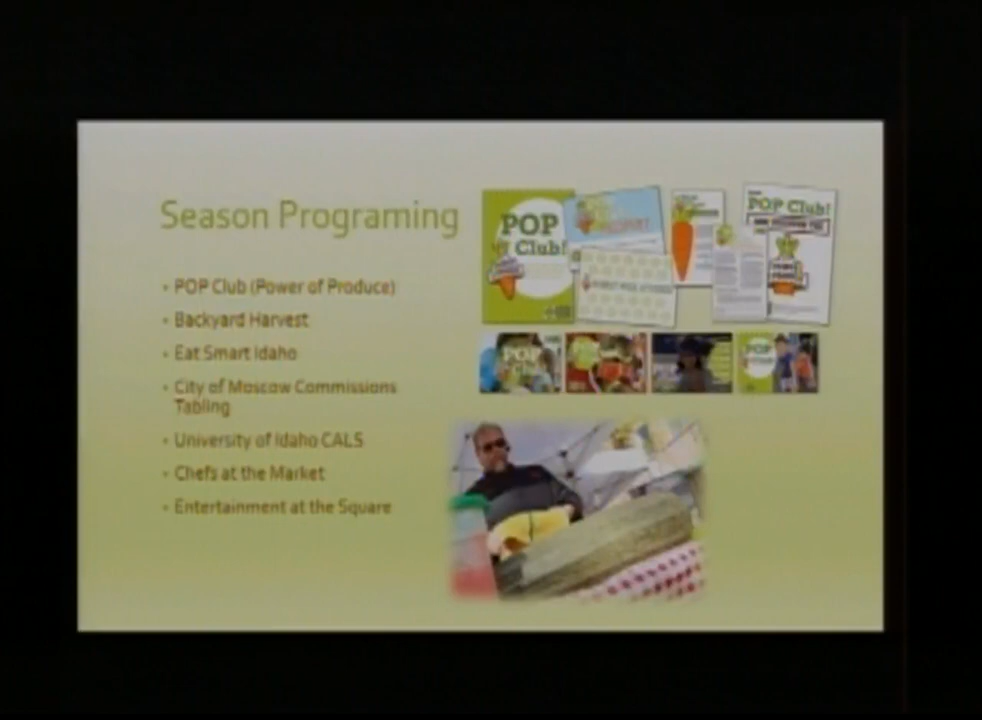 Season Programing
• POP Club (Power of Produce)
• Backyard Harvest
• Eat Smart Idaho
• City of Moscow Commissions
Tabling
• University of Idaho CALS
• Chefs at the Market
• Entertainment at the Square
POP
Club!
POP Club!
POP